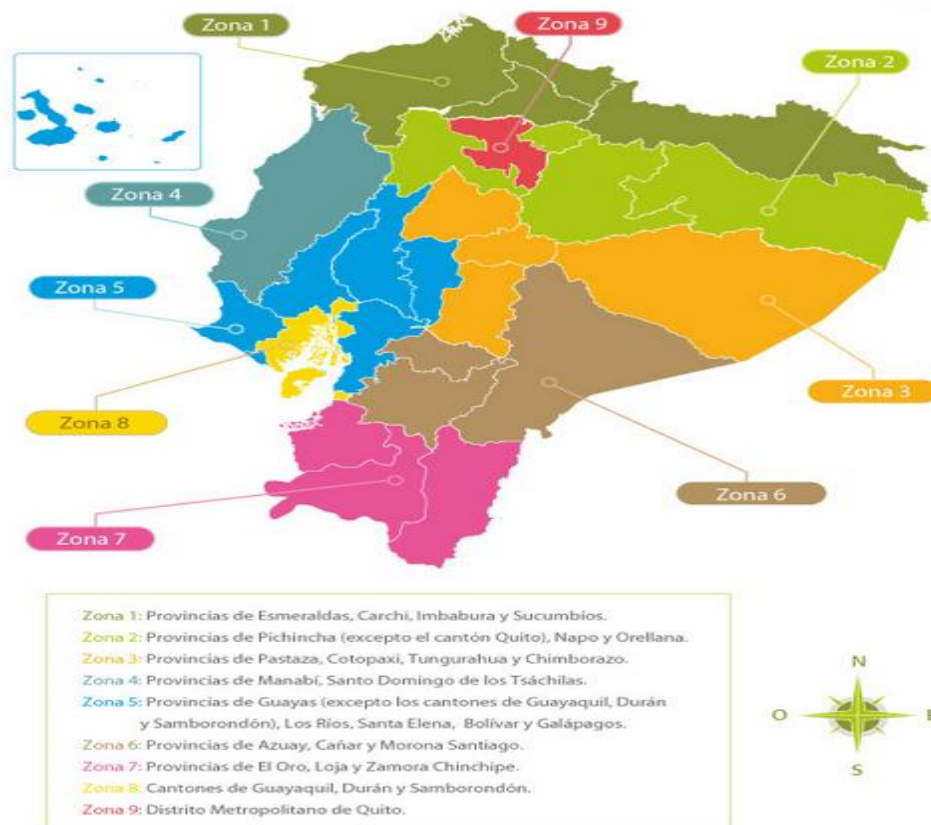 Zona 1
Zona 9
Zona 2
Zona 4
Zona 5
Zona 3
Zona 8
Zona 6
Zona 7
Zona 1: Provincias de Esmeraldas, Carchi, Imbabura y Sucumbíos.
Zona 2: Provincias de Pichincha (excepto el cantón Quito), Napo y Orellana.
Zona 3: Provincias de Pastaza, Cotopaxi, Tungurahua y Chimborazo.
Zona 4: Provincias de Manabí, Santo Domingo de los Tsáchilas.
Zona 5: Provincias de Guayas (excepto los cantones de Guayaquil, Durán
y Samborondón), Los Ríos, Santa Elena, Bolívar y Galápagos.
Zona 6: Provincias de Azuay, Cañar y Morona Santiago.
Zona 7: Provincias de El Oro, Loja y Zamora Chinchipe.
Zona 8: Cantones de Guayaquil, Durán y Samborondón.
Zona 9: Distrito Metropolitano de Quito.
N
O
E
S